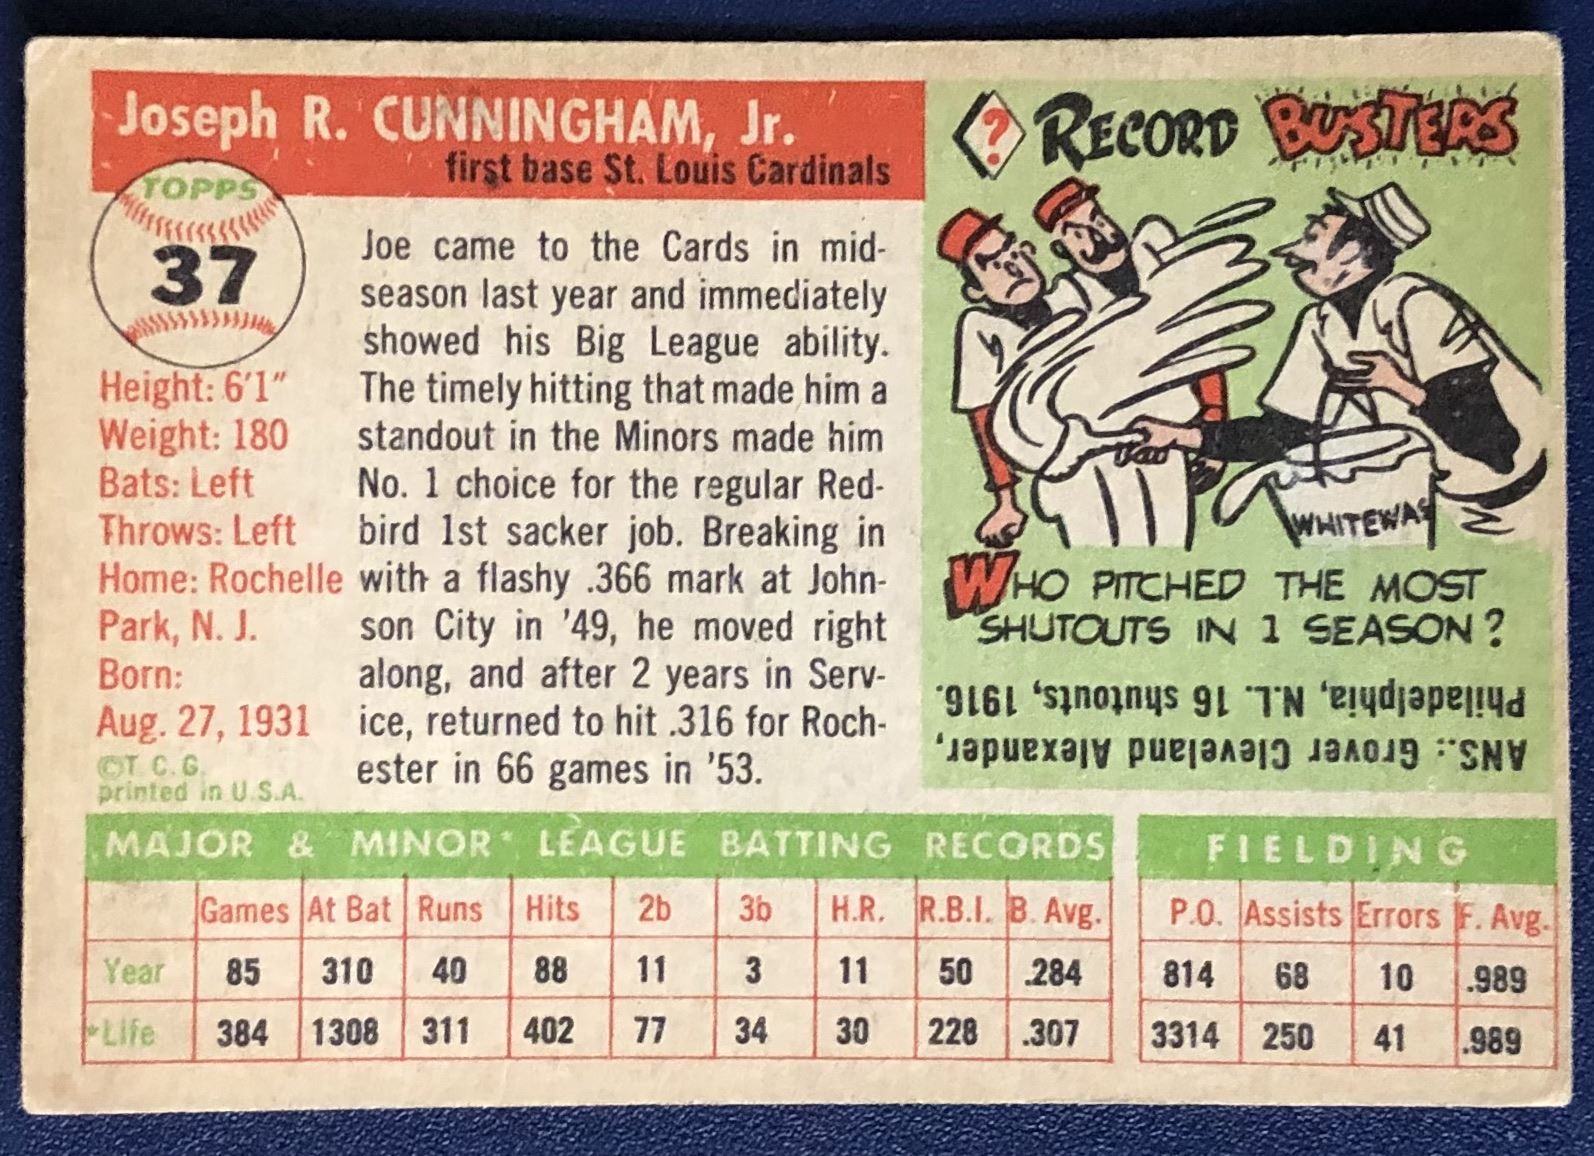 Joseph R. CUNNINGHAM, Jr.
first base St. Louis Cardinals
TOPPS
37
Height: 6'1"
Weight: 180
Bats: Left
Throws: Left
Home: Rochelle
Park, N. J.
Born:
Aug. 27, 1931
©T. C. G.
printed in U.S.A.
Joe came to the Cards in mid-
season last year and immediately
showed his Big League ability.
The timely hitting that made him a
standout in the Minors made him
No. 1 choice for the regular Red-
bird 1st sacker job. Breaking in
with a flashy .366 mark at John-
son City in '49, he moved right
along, and after 2 years in Serv-
ice, returned to hit .316 for Roch-
ester in 66 games in '53.
? RECORD BUSTERS
WHITEWAS
WHO PITCHED THE MOST
SHUTOUTS IN 1 SEASON?
ANS.: Grover Cleveland Alexander,
Philadelphia, N.L. 16 shutouts, 1916.
MAJOR & MINOR* LEAGUE BATTING RECORDS
Games At Bat Runs Hits 2b 3b H.R. R.B.I. B. Avg.
Year 85 310 40 88 11 3 11 50 .284
*Life 384 1308 311 402 77 34 30 228 .307
FIELDING
P.O. Assists Errors F. Avg.
814 68 10 .989
3314 250 41 .989